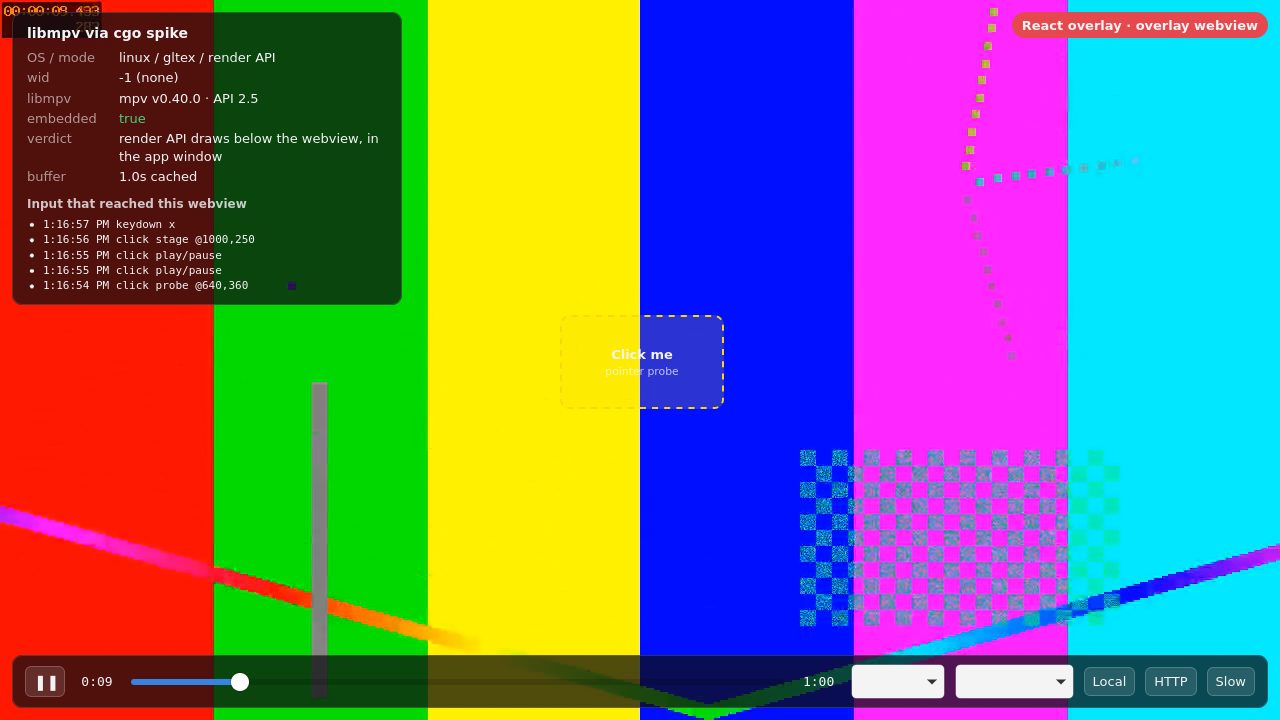 00:00:09.433
283
libmpv via cgo spike
React overlay · overlay webview
OS / mode linux / gltex / render API
wid -1 (none)
libmpv mpv v0.40.0 · API 2.5
embedded true
verdict render API draws below the webview, in
the app window
buffer 1.0s cached
Input that reached this webview
• 1:16:57 PM keydown x
• 1:16:56 PM click stage @1000,250
• 1:16:55 PM click play/pause
• 1:16:55 PM click play/pause
• 1:16:54 PM click probe @640,360
Click me
pointer probe
0:09 1:00 Local HTTP Slow